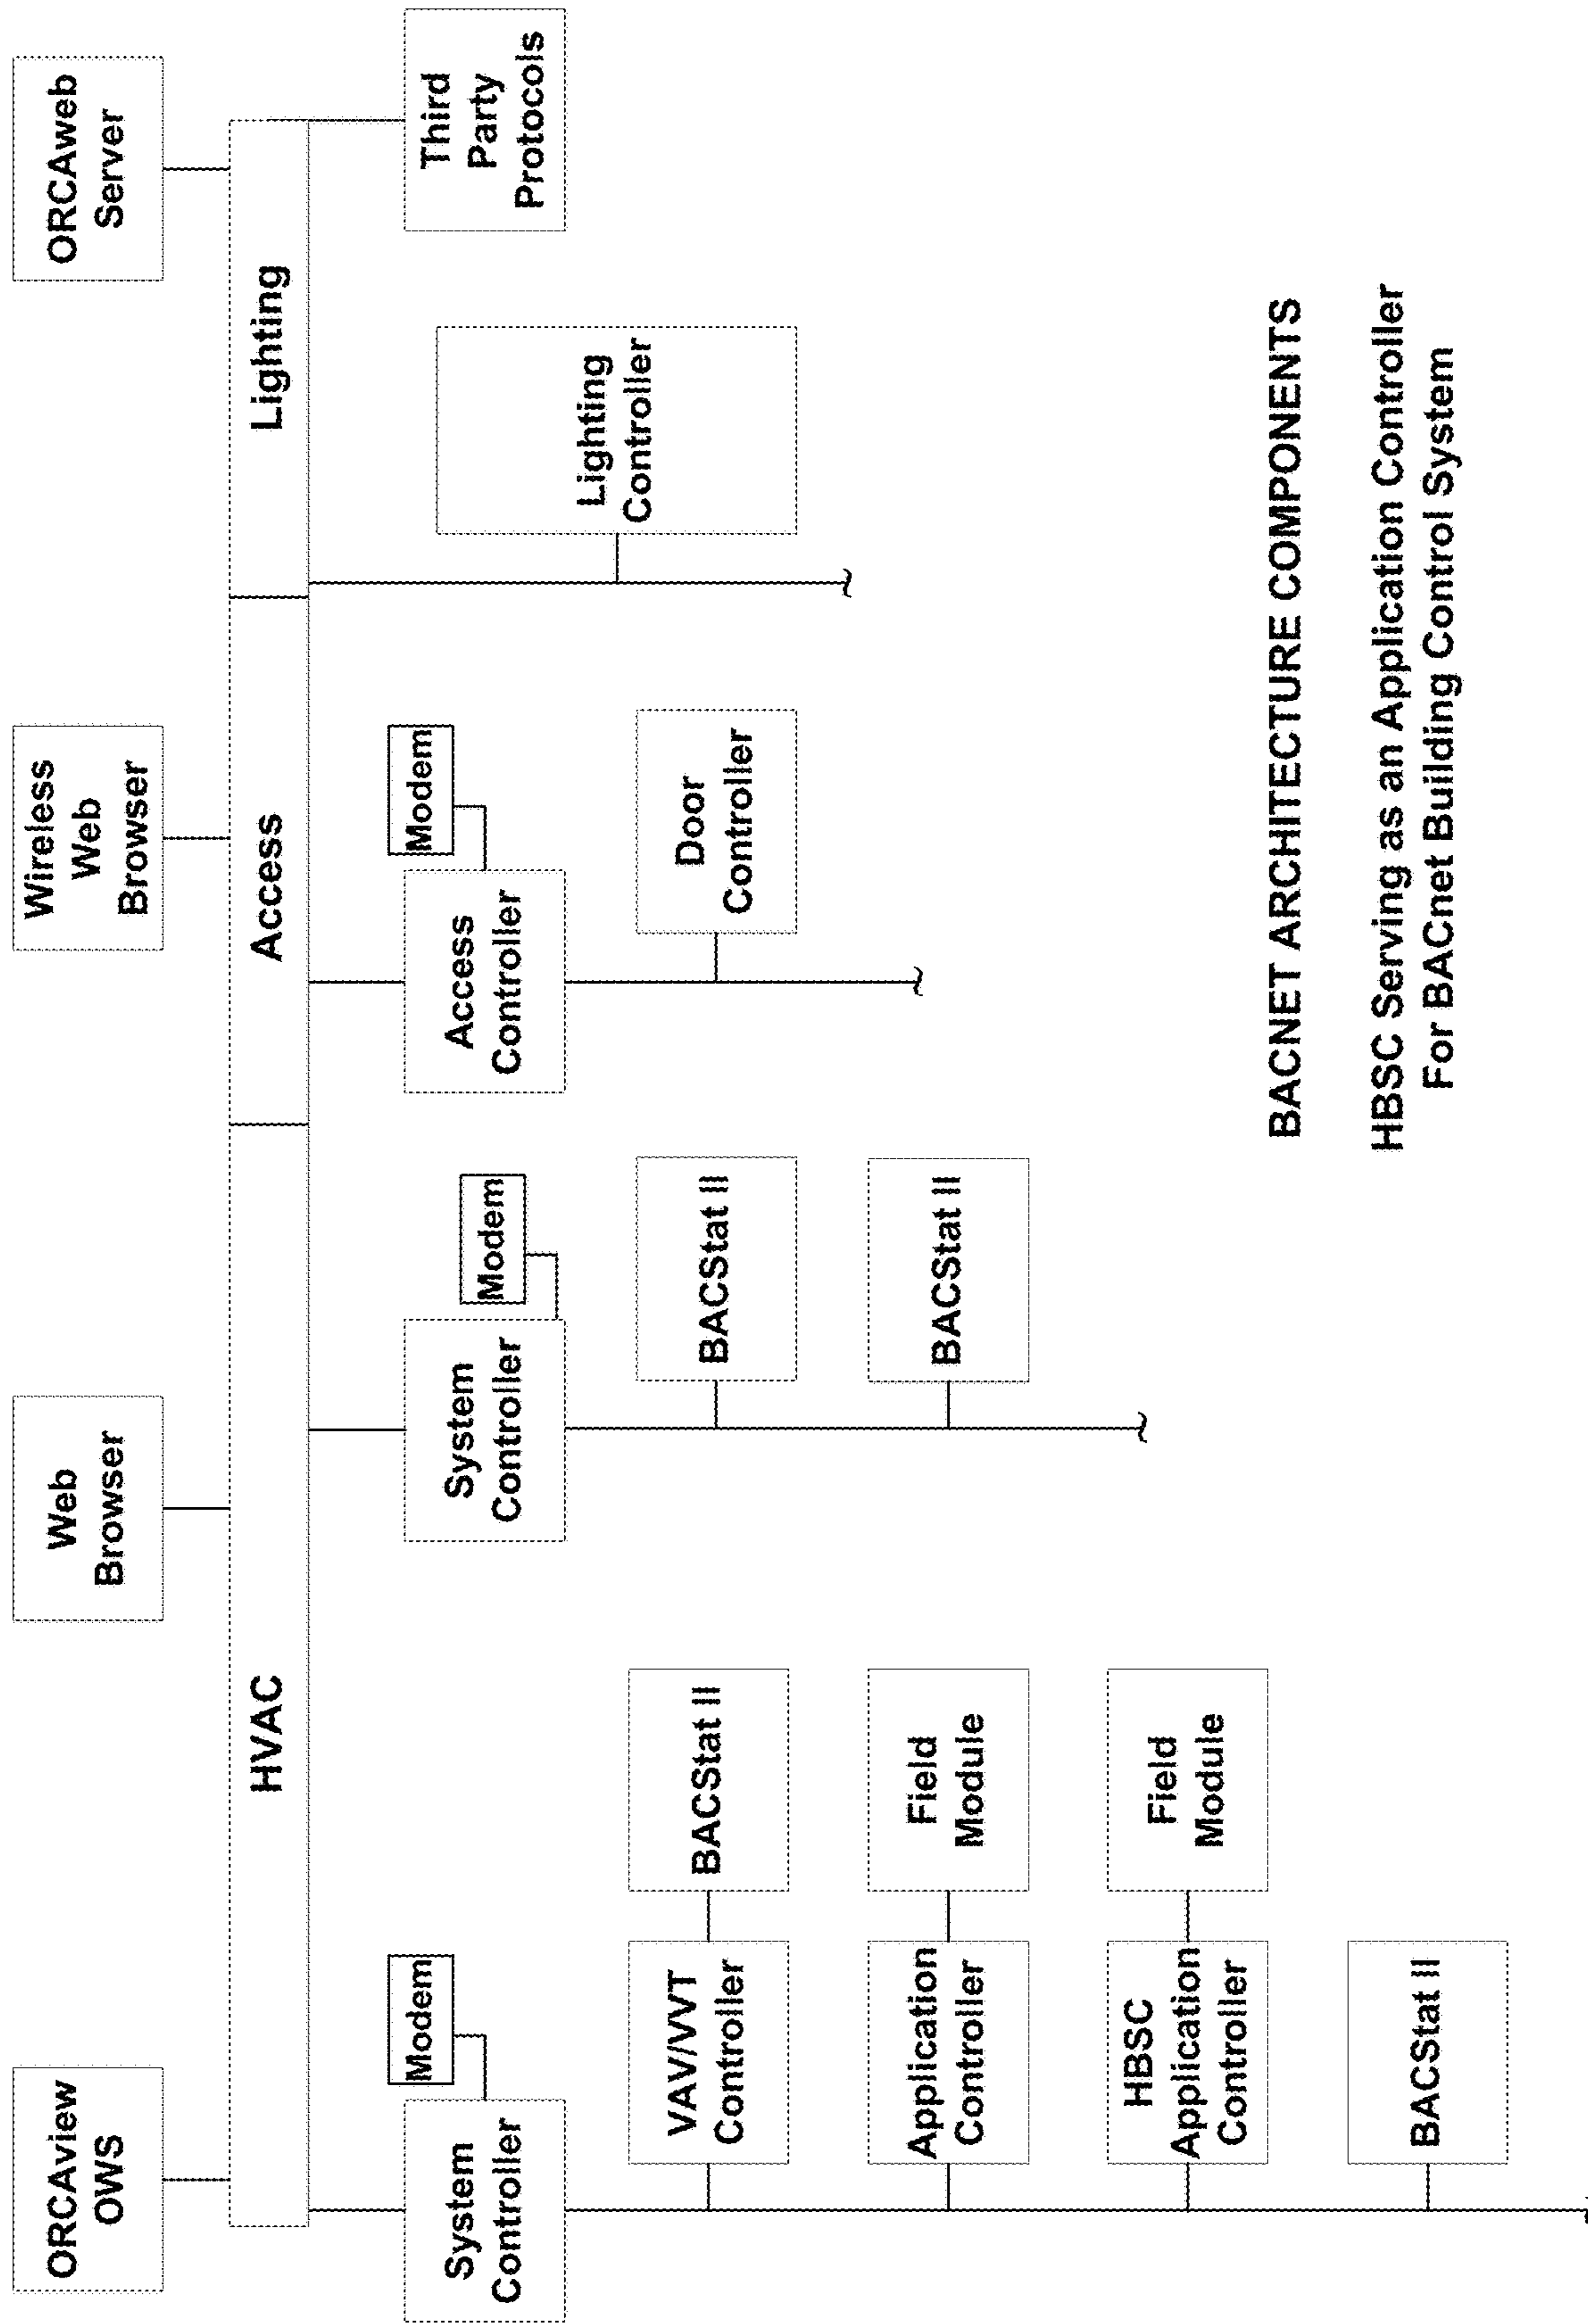 ORCAview
OWS
Web
Browser
Wireless
Web
Browser
ORCAweb
Server
HVAC
Access
Lighting
System
Controller
Modem
System
Controller
Modem
Access
Controller
Modem
Third
Party
Protocols
VAV/VVT
Controller
BACStat II
BACStat II
Door
Controller
Lighting
Controller
Application
Controller
Field
Module
BACStat II
HBSC
Application
Controller
Field
Module
BACStat II
BACNET ARCHITECTURE COMPONENTS
HBSC Serving as an Application Controller
For BACnet Building Control System